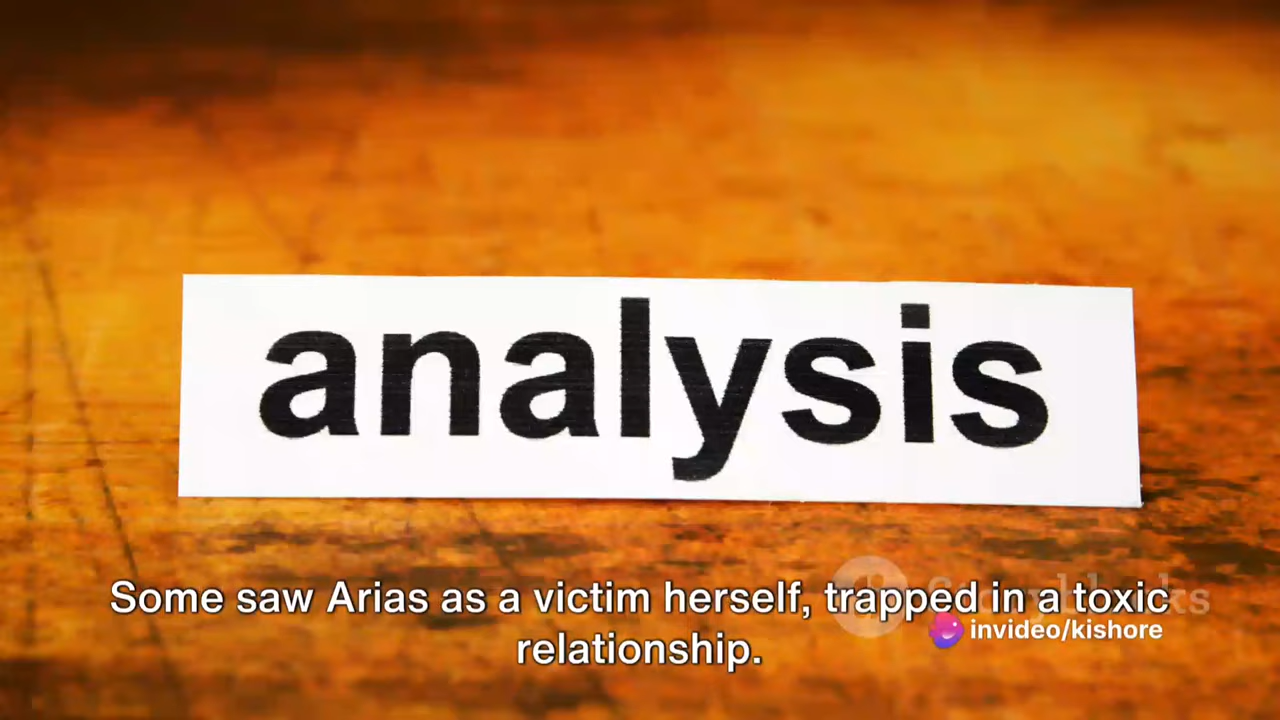 analysis
Some saw Arias as a victim herself, trapped in a toxic
relationship.
invideo/kishore